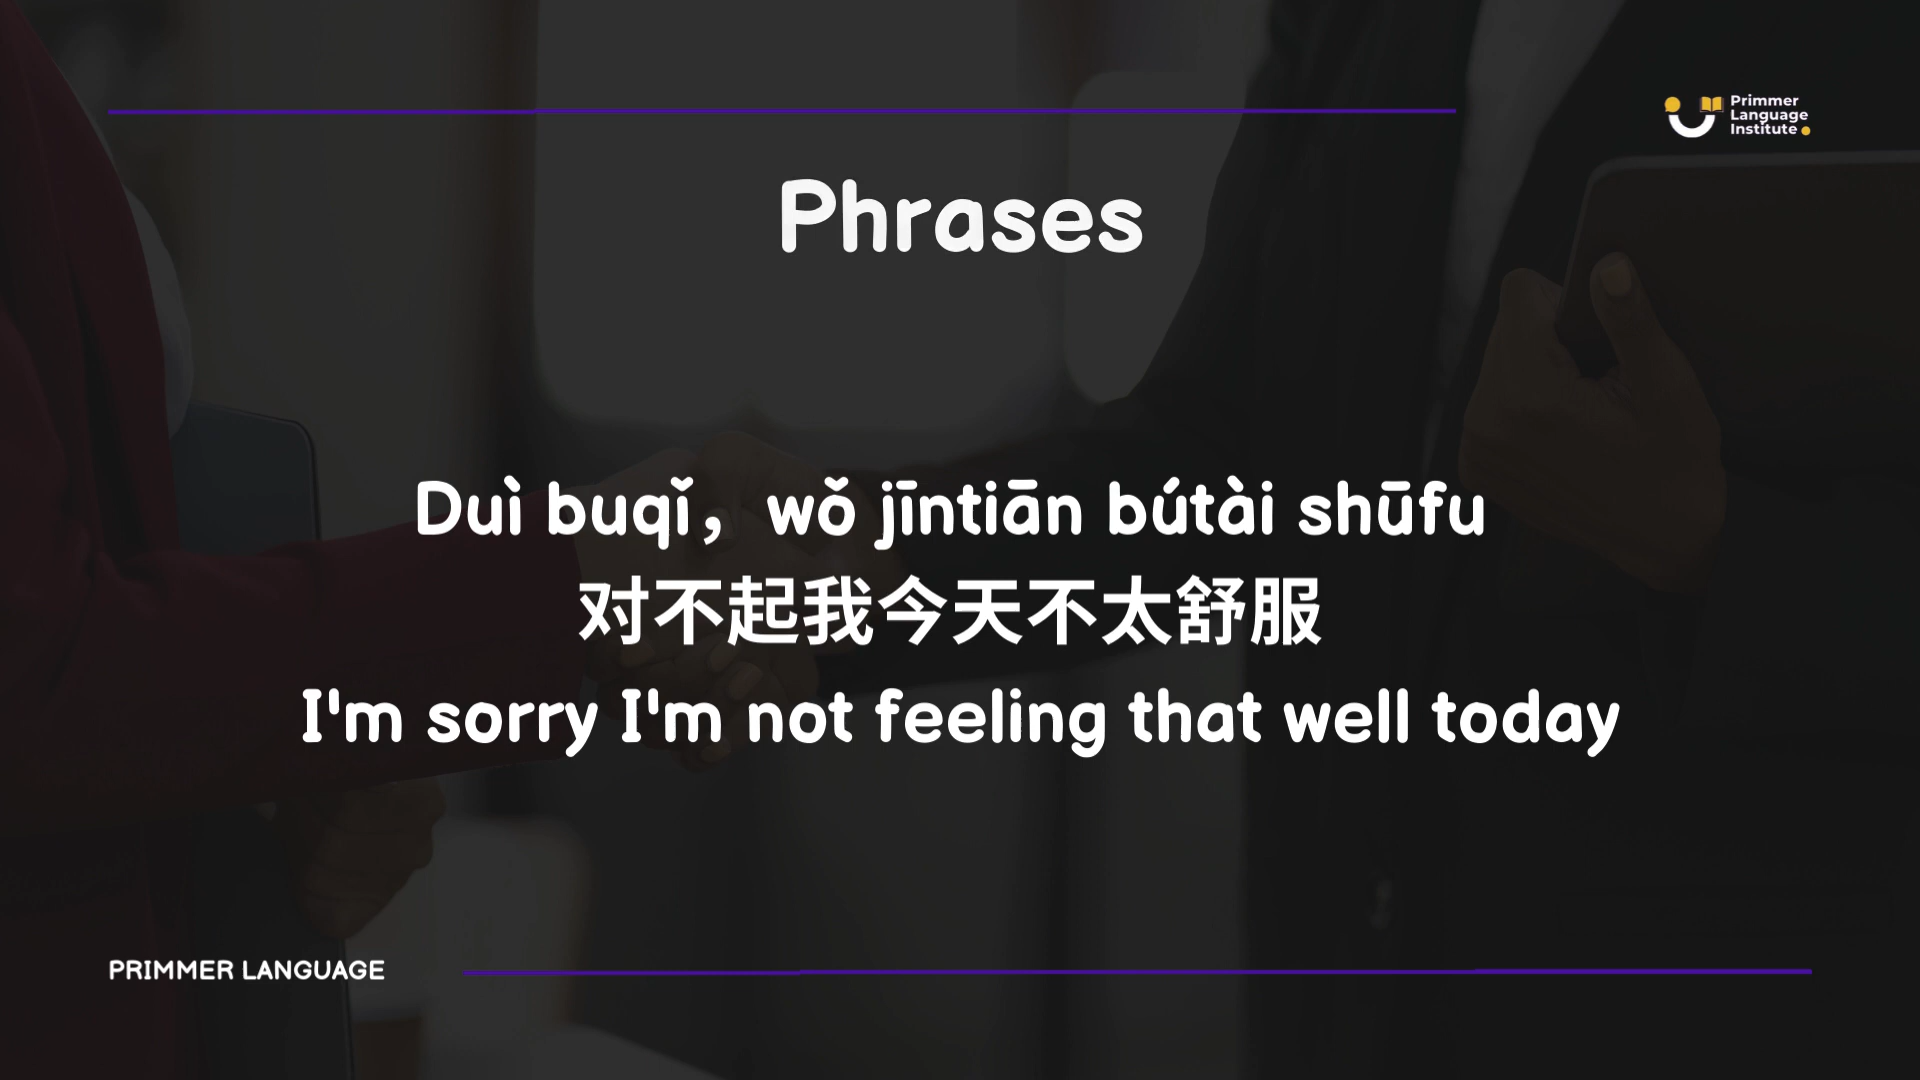 Primmer
Language
Institute
Phrases
Duì buqǐ，wǒ jīntiān bútài shūfu
对不起我今天不太舒服
I'm sorry I'm not feeling that well today
PRIMMER LANGUAGE